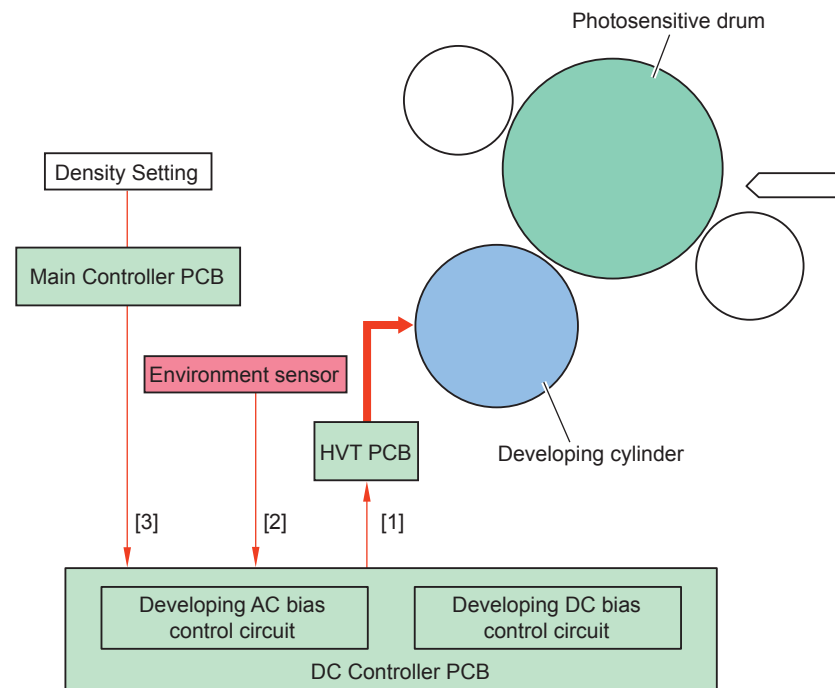 Photosensitive drum
Density Setting
Main Controller PCB
Environment sensor
HVT PCB
Developing cylinder
[3]
[2]
[1]
Developing AC bias
control circuit
Developing DC bias
control circuit
DC Controller PCB